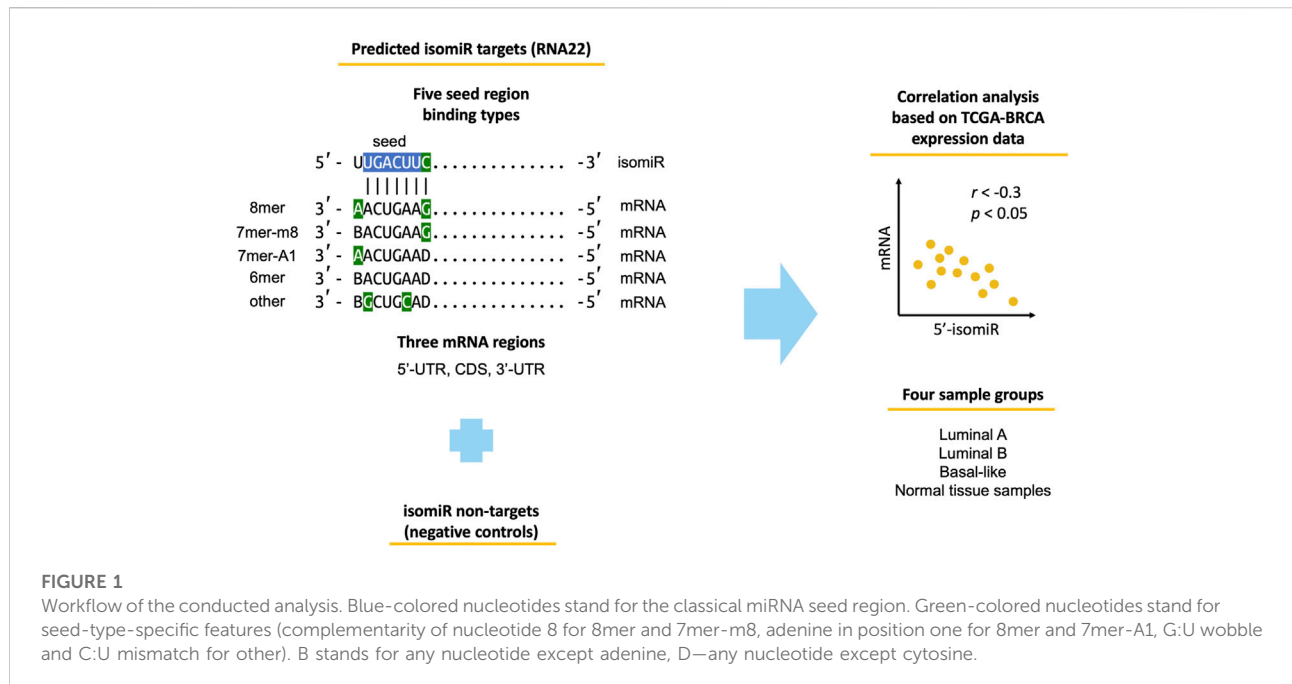 Predicted isomiR targets (RNA22)
Five seed region
binding types
seed
5′ - UUGACUUC.............. -3′ isomiR
| | | | | | |
8mer 3′ - AACUGAAG.............. -5′ mRNA
7mer-m8 3′ - BACUGAAG.............. -5′ mRNA
7mer-A1 3′ - AACUGAAD.............. -5′ mRNA
6mer 3′ - BACUGAAD.............. -5′ mRNA
other 3′ - BGCUGCAD.............. -5′ mRNA
Three mRNA regions
5'-UTR, CDS, 3'-UTR
isomiR non-targets
(negative controls)
Correlation analysis
based on TCGA-BRCA
expression data
r < -0.3
p < 0.05
mRNA
5′-isomiR
Four sample groups
Luminal A
Luminal B
Basal-like
Normal tissue samples
FIGURE 1
Workflow of the conducted analysis. Blue-colored nucleotides stand for the classical miRNA seed region. Green-colored nucleotides stand for
seed-type-specific features (complementarity of nucleotide 8 for 8mer and 7mer-m8, adenine in position one for 8mer and 7mer-A1, G:U wobble
and C:U mismatch for other). B stands for any nucleotide except adenine, D—any nucleotide except cytosine.